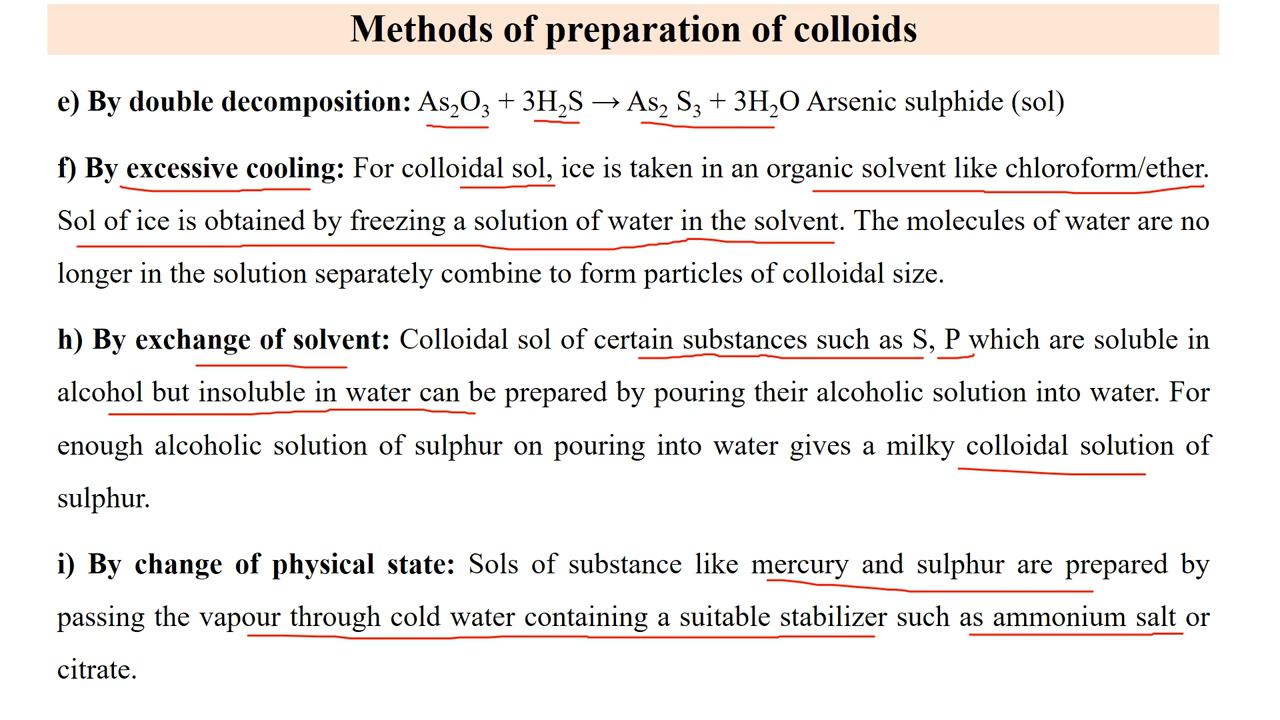 Methods of preparation of colloids
e) By double decomposition: As₂O₃ + 3H₂S → As₂ S₃ + 3H₂O Arsenic sulphide (sol)
f) By excessive cooling: For colloidal sol, ice is taken in an organic solvent like chloroform/ether.
Sol of ice is obtained by freezing a solution of water in the solvent. The molecules of water are no
longer in the solution separately combine to form particles of colloidal size.
h) By exchange of solvent: Colloidal sol of certain substances such as S, P which are soluble in
alcohol but insoluble in water can be prepared by pouring their alcoholic solution into water. For
enough alcoholic solution of sulphur on pouring into water gives a milky colloidal solution of
sulphur.
i) By change of physical state: Sols of substance like mercury and sulphur are prepared by
passing the vapour through cold water containing a suitable stabilizer such as ammonium salt or
citrate.